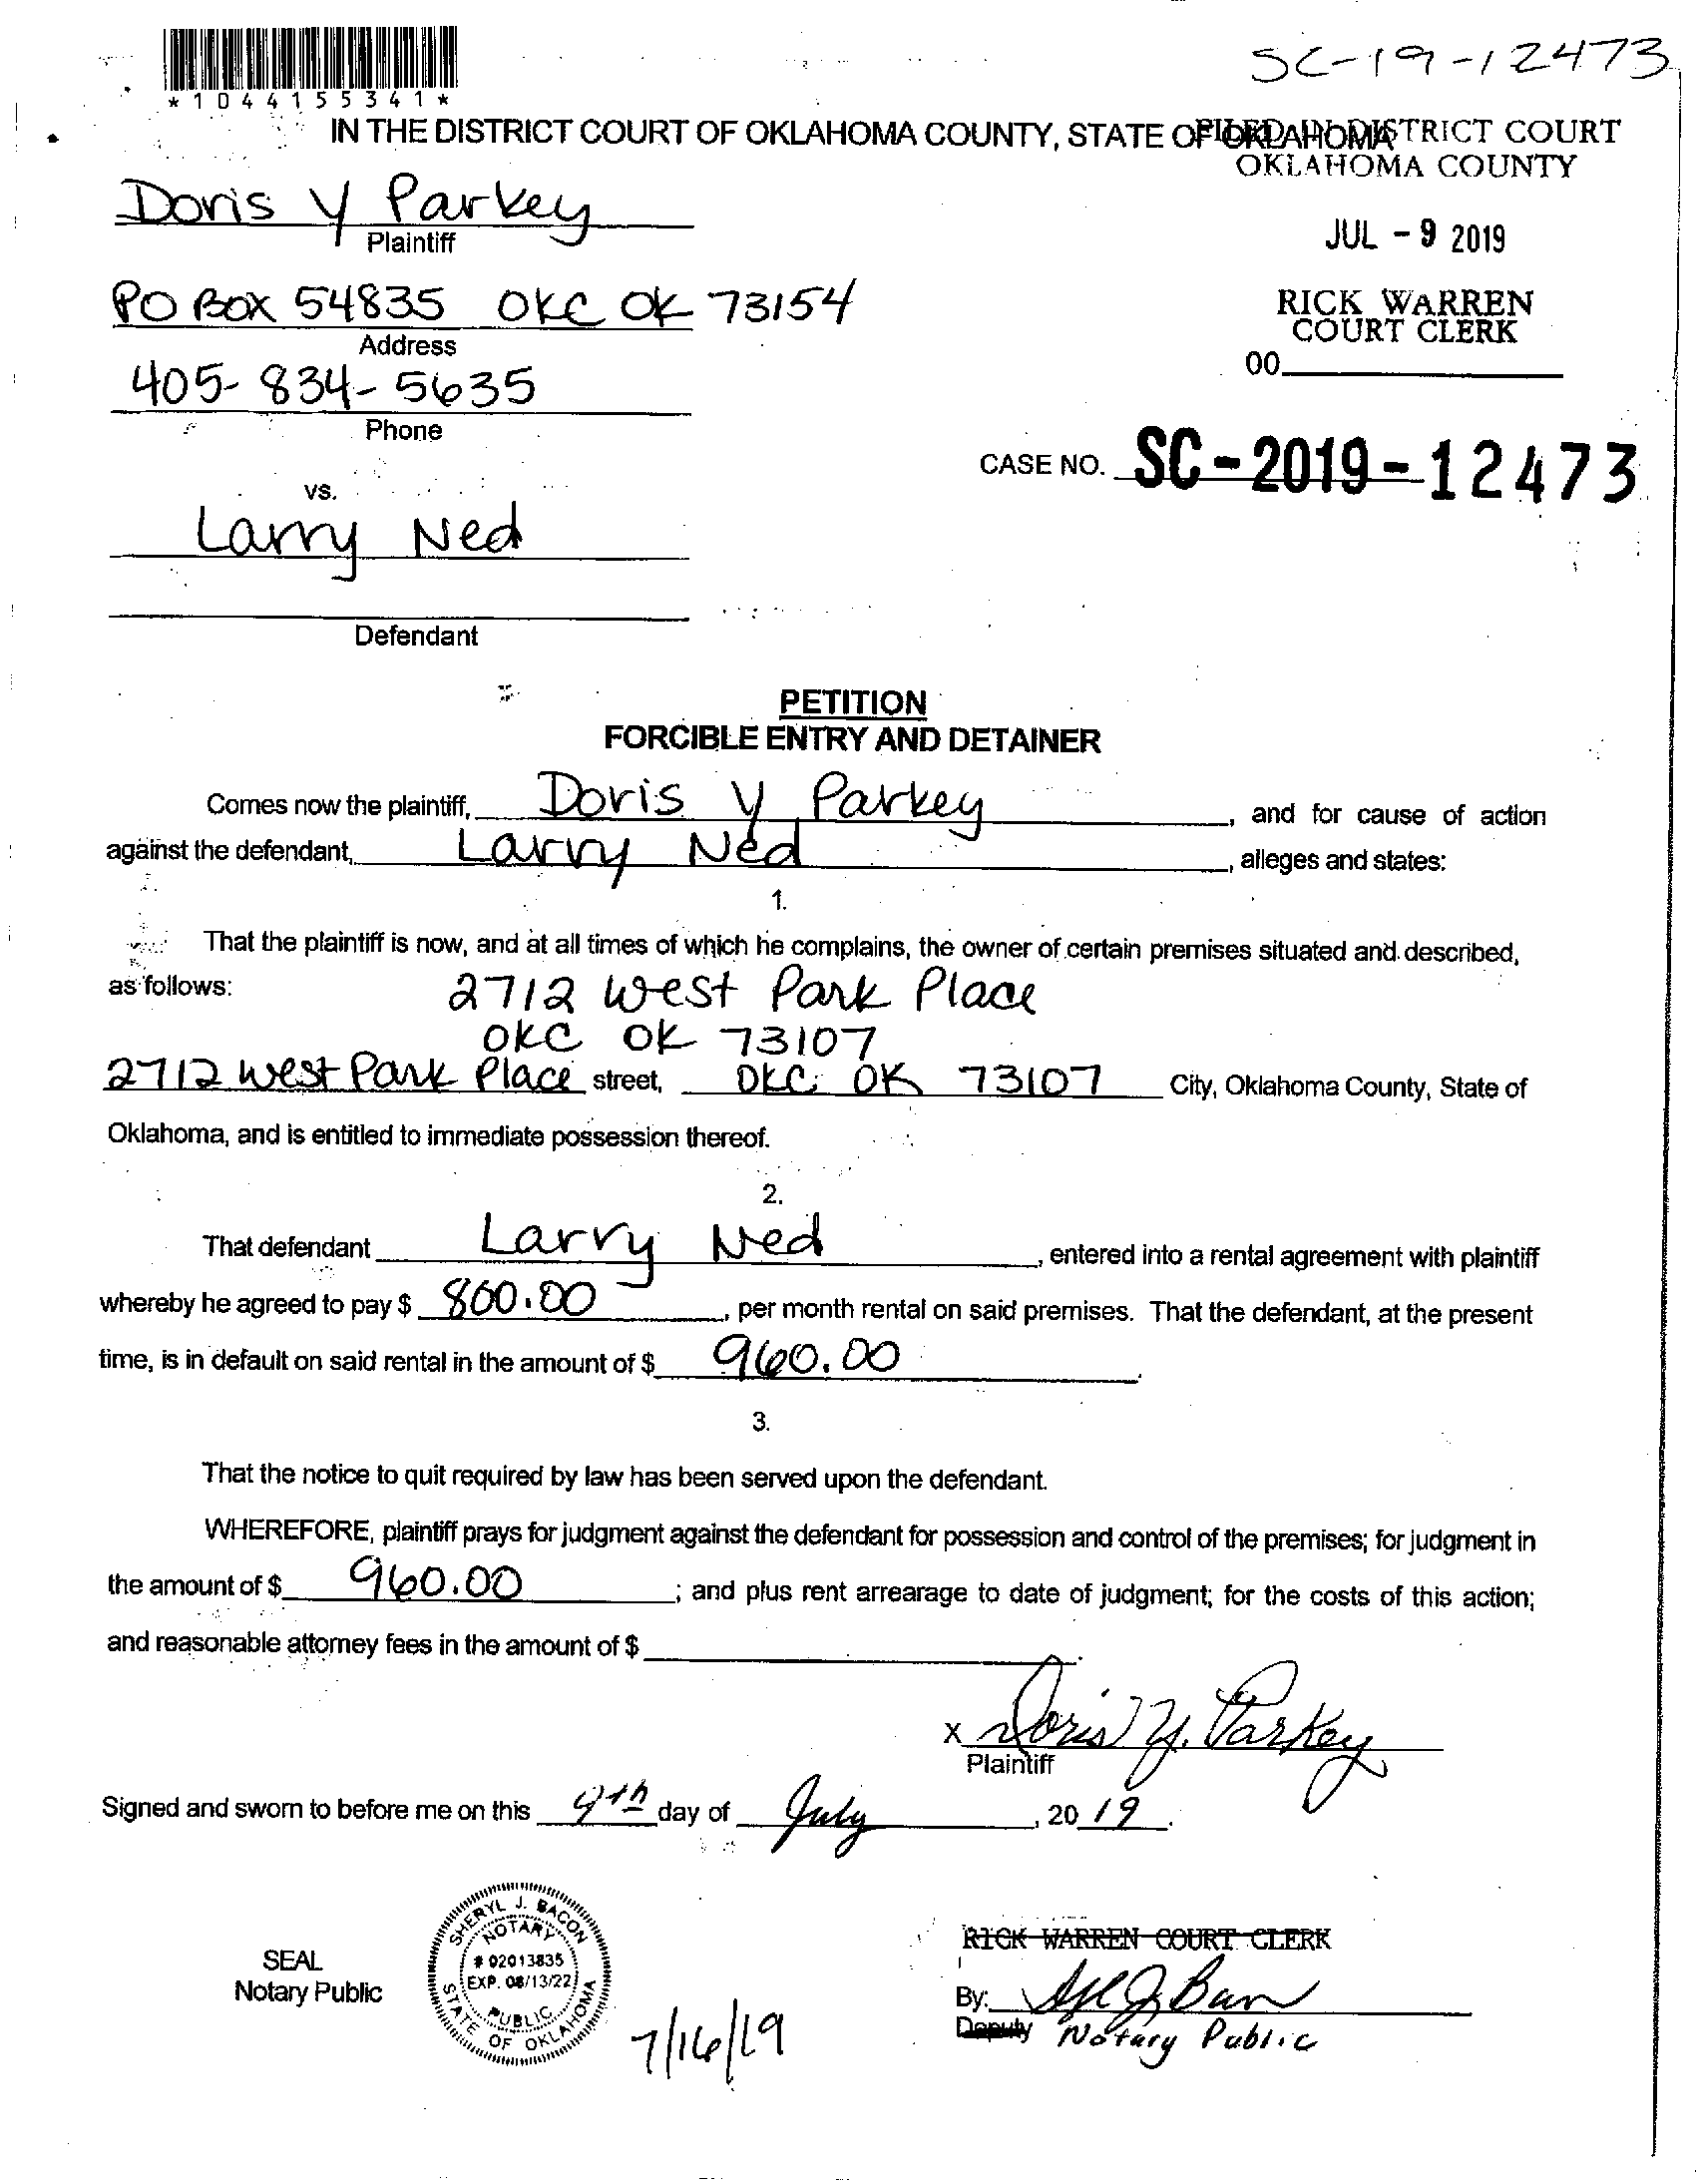 SC-19-12473
*1044155341*
IN THE DISTRICT COURT OF OKLAHOMA COUNTY, STATE OF OKLAHOMA
FILED IN DISTRICT COURT
OKLAHOMA COUNTY
Doris Y Parkey
Plaintiff
JUL - 9 2019
PO Box 54835 OKC OK 73154
Address
RICK WARREN
COURT CLERK
00
405-834-5635
Phone
CASE NO. SC-2019-12473
vs.
Larry Ned
Defendant
PETITION
FORCIBLE ENTRY AND DETAINER
Comes now the plaintiff, Doris Y Parkey, and for cause of action
against the defendant, Larry Ned, alleges and states:
1.
That the plaintiff is now, and at all times of which he complains, the owner of certain premises situated and described,
as follows: 2712 West Park Place
OKC OK 73107
2712 West Park Place street, OKC OK 73107 City, Oklahoma County, State of
Oklahoma, and is entitled to immediate possession thereof.
2.
That defendant Larry Ned, entered into a rental agreement with plaintiff
whereby he agreed to pay $ 860.00, per month rental on said premises. That the defendant, at the present
time, is in default on said rental in the amount of $ 960.00.
3.
That the notice to quit required by law has been served upon the defendant.
WHEREFORE, plaintiff prays for judgment against the defendant for possession and control of the premises; for judgment in
the amount of $ 960.00; and plus rent arrearage to date of judgment; for the costs of this action;
and reasonable attorney fees in the amount of $
x Doris Y. Parkey
Plaintiff
Signed and sworn to before me on this 9th day of July, 2019.
SHERYL J. BACON
NOTARY
# 02013835
EXP. 08/13/22
PUBLIC
STATE OF OKLAHOMA
SEAL
Notary Public
7/16/19
RICK WARREN COURT CLERK
By:
Deputy Notary Public